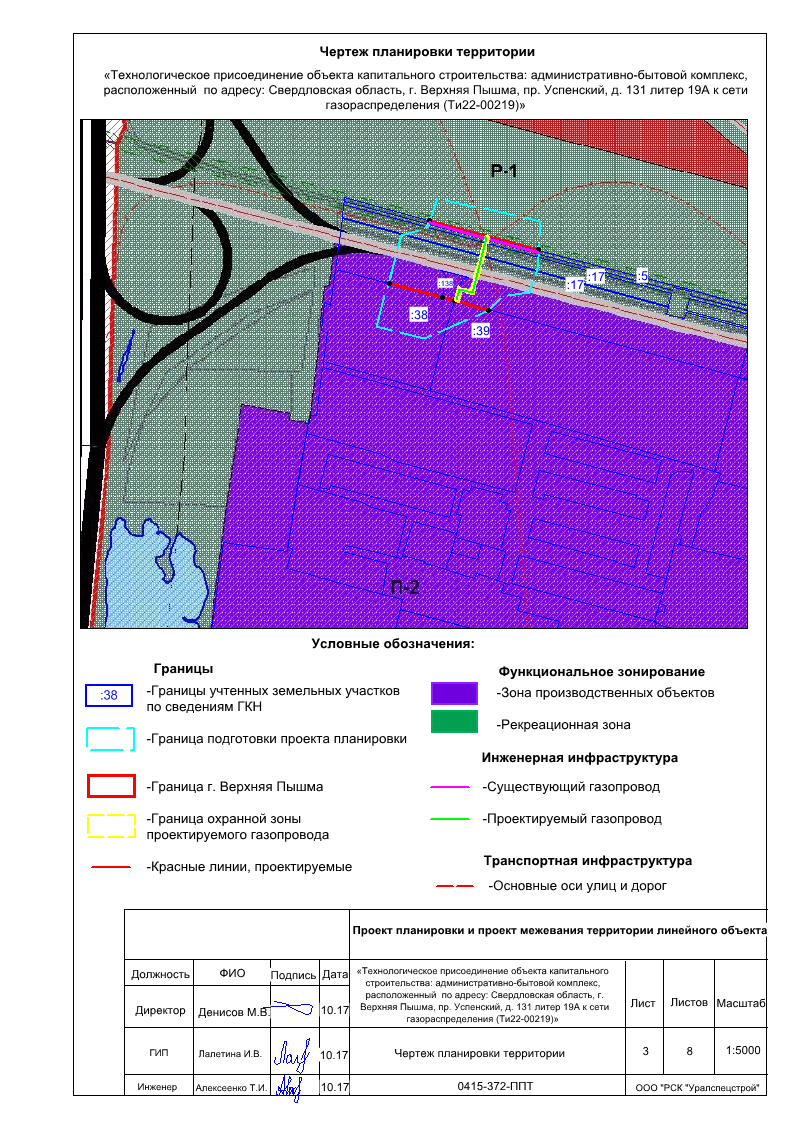 Чертеж планировки территории
«Технологическое присоединение объекта капитального строительства: административно-бытовой комплекс,
расположенный по адресу: Свердловская область, г. Верхняя Пышма, пр. Успенский, д. 131 литер 19А к сети
газораспределения (Ти22-00219)»
Р-1
:17
:17
:5
:138
:38
:39
П-2
Условные обозначения:
Границы
:38
-Границы учтенных земельных участков
по сведениям ГКН
-Граница подготовки проекта планировки
-Граница г. Верхняя Пышма
-Граница охранной зоны
проектируемого газопровода
-Красные линии, проектируемые
Функциональное зонирование
-Зона производственных объектов
-Рекреационная зона
Инженерная инфраструктура
-Существующий газопровод
-Проектируемый газопровод
Транспортная инфраструктура
-Основные оси улиц и дорог
Проект планировки и проект межевания территории линейного объекта
Должность ФИО Подпись Дата
Директор Денисов М.В. 10.17
ГИП Лалетина И.В. 10.17
Инженер Алексеенко Т.И. 10.17
«Технологическое присоединение объекта капитального
строительства: административно-бытовой комплекс,
расположенный по адресу: Свердловская область, г.
Верхняя Пышма, пр. Успенский, д. 131 литер 19А к сети
газораспределения (Ти22-00219)»
Лист Листов Масштаб
Чертеж планировки территории
3 8 1:5000
0415-372-ППТ
ООО "РСК "Уралспецстрой"